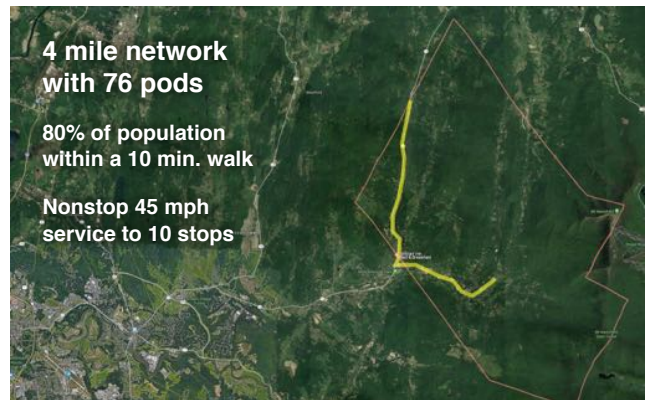 4 mile network
with 76 pods
80% of population
within a 10 min. walk
Nonstop 45 mph
service to 10 stops